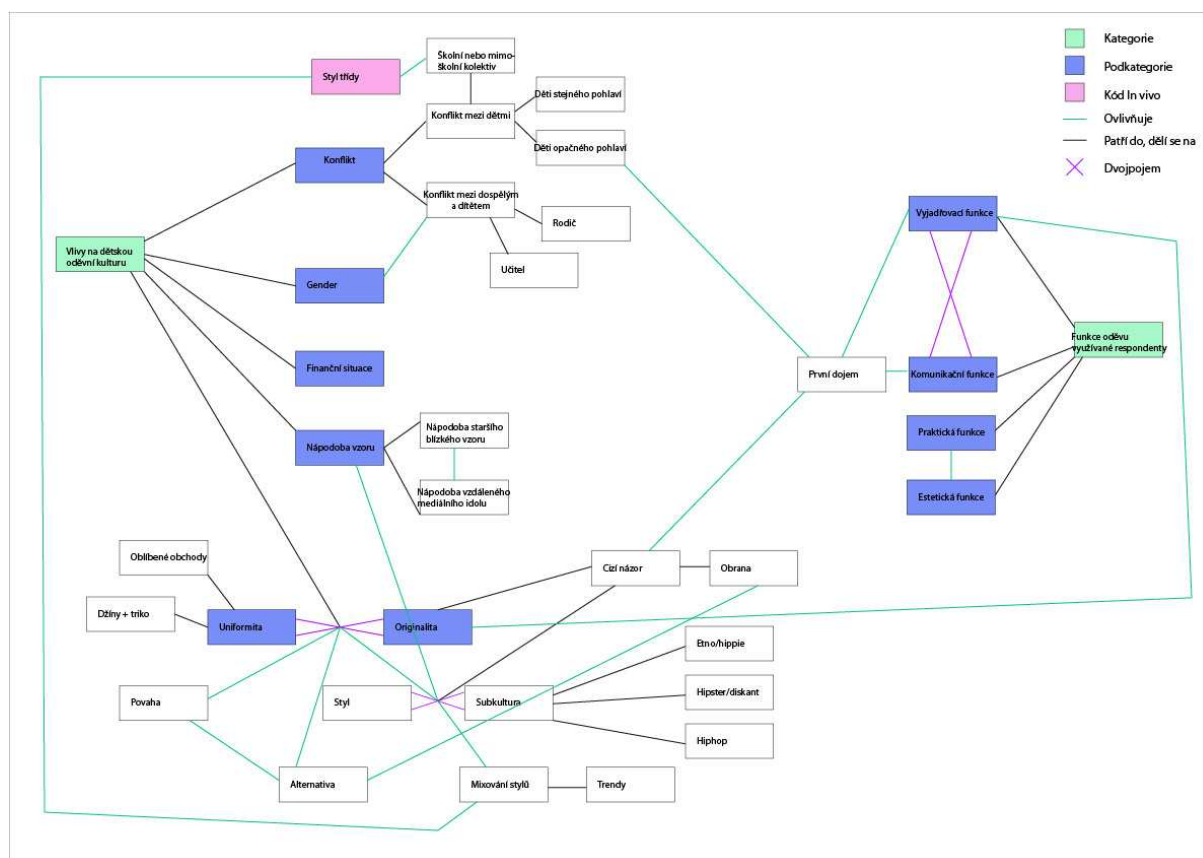 Kategorie
Podkategorie
Kód In vivo
Ovlivňuje
Patří do, dělí se na
Dvojpojem
Styl třídy
Školní nebo mimo-
školní kolektiv
Děti stejného pohlaví
Konflikt mezi dětmi
Děti opačného pohlaví
Konflikt
Konflikt mezi dospělým
a dítětem
Rodič
Učitel
Vlivy na dětskou
oděvní kulturu
Gender
Finanční situace
Nápodoba vzoru
Nápodoba staršího
blízkého vzoru
Nápodoba vzdáleného
mediálního idolu
Vyjadřovací funkce
Funkce oděvu
využívané respondenty
První dojem
Komunikační funkce
Praktická funkce
Estetická funkce
Oblíbené obchody
Cizí názor
Obrana
Džíny + triko
Uniformita
Originalita
Etno/hippie
Povaha
Styl
Subkultura
Hipster/diskant
Hiphop
Alternativa
Mixování stylů
Trendy